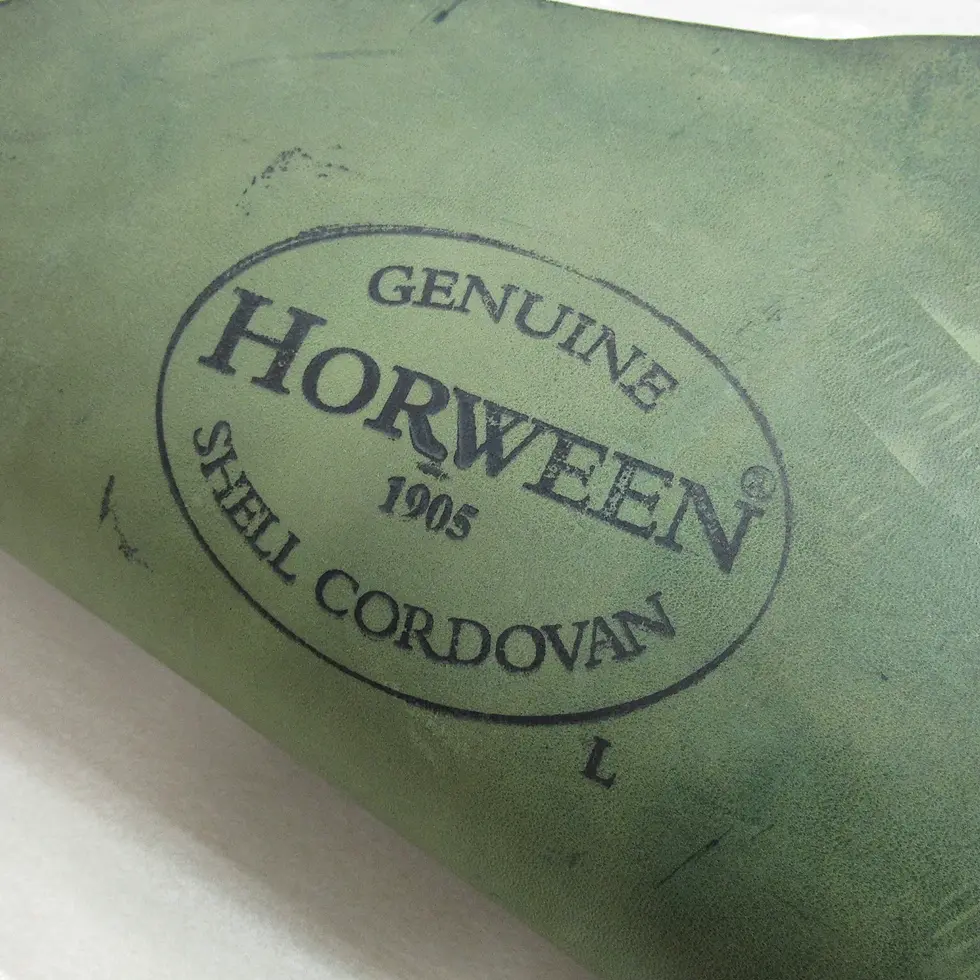 GENUINE
HORWEEN®
1905
SHELL CORDOVAN
L